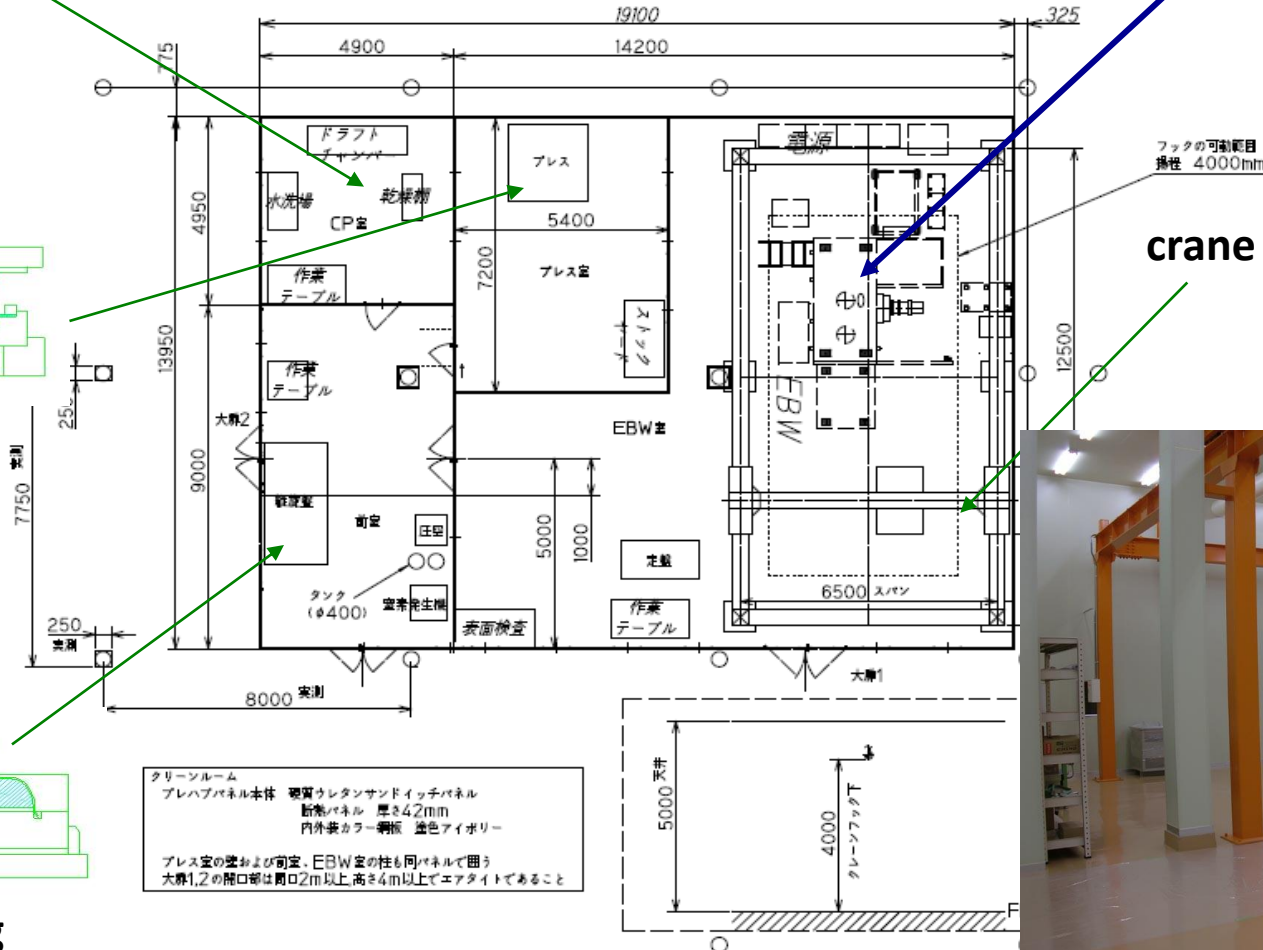 19100
325
4900
14200
775
ドラフト
チャンバー
プレス
電源
フックの可動範囲
揚程 4000mm
水洗場
乾燥棚
4950
CP室
5400
crane
作業
テーブル
7200
プレス室
ストック
ヤード
13950
12500
作業
テーブル
250
大扉2
EBW
EBW室
実測
7750
9000
前室
圧空
5000
1000
定盤
タンク
(φ400)
窒素発生機
6500 スパン
250
実測
表面検査
作業
テーブル
大扉1
8000 実測
5000 天井
4000
クレーンフック下
クリーンルーム
プレハブパネル本体 硬質ウレタンサンドイッチパネル
断熱パネル 厚さ42mm
内外装カラー鋼板 塗色アイボリー
プレス室の壁および前室、EBW室の柱も同パネルで囲う
大扉1,2の開口部は間口2m以上,高さ4m以上でエアタイトであること
F
g